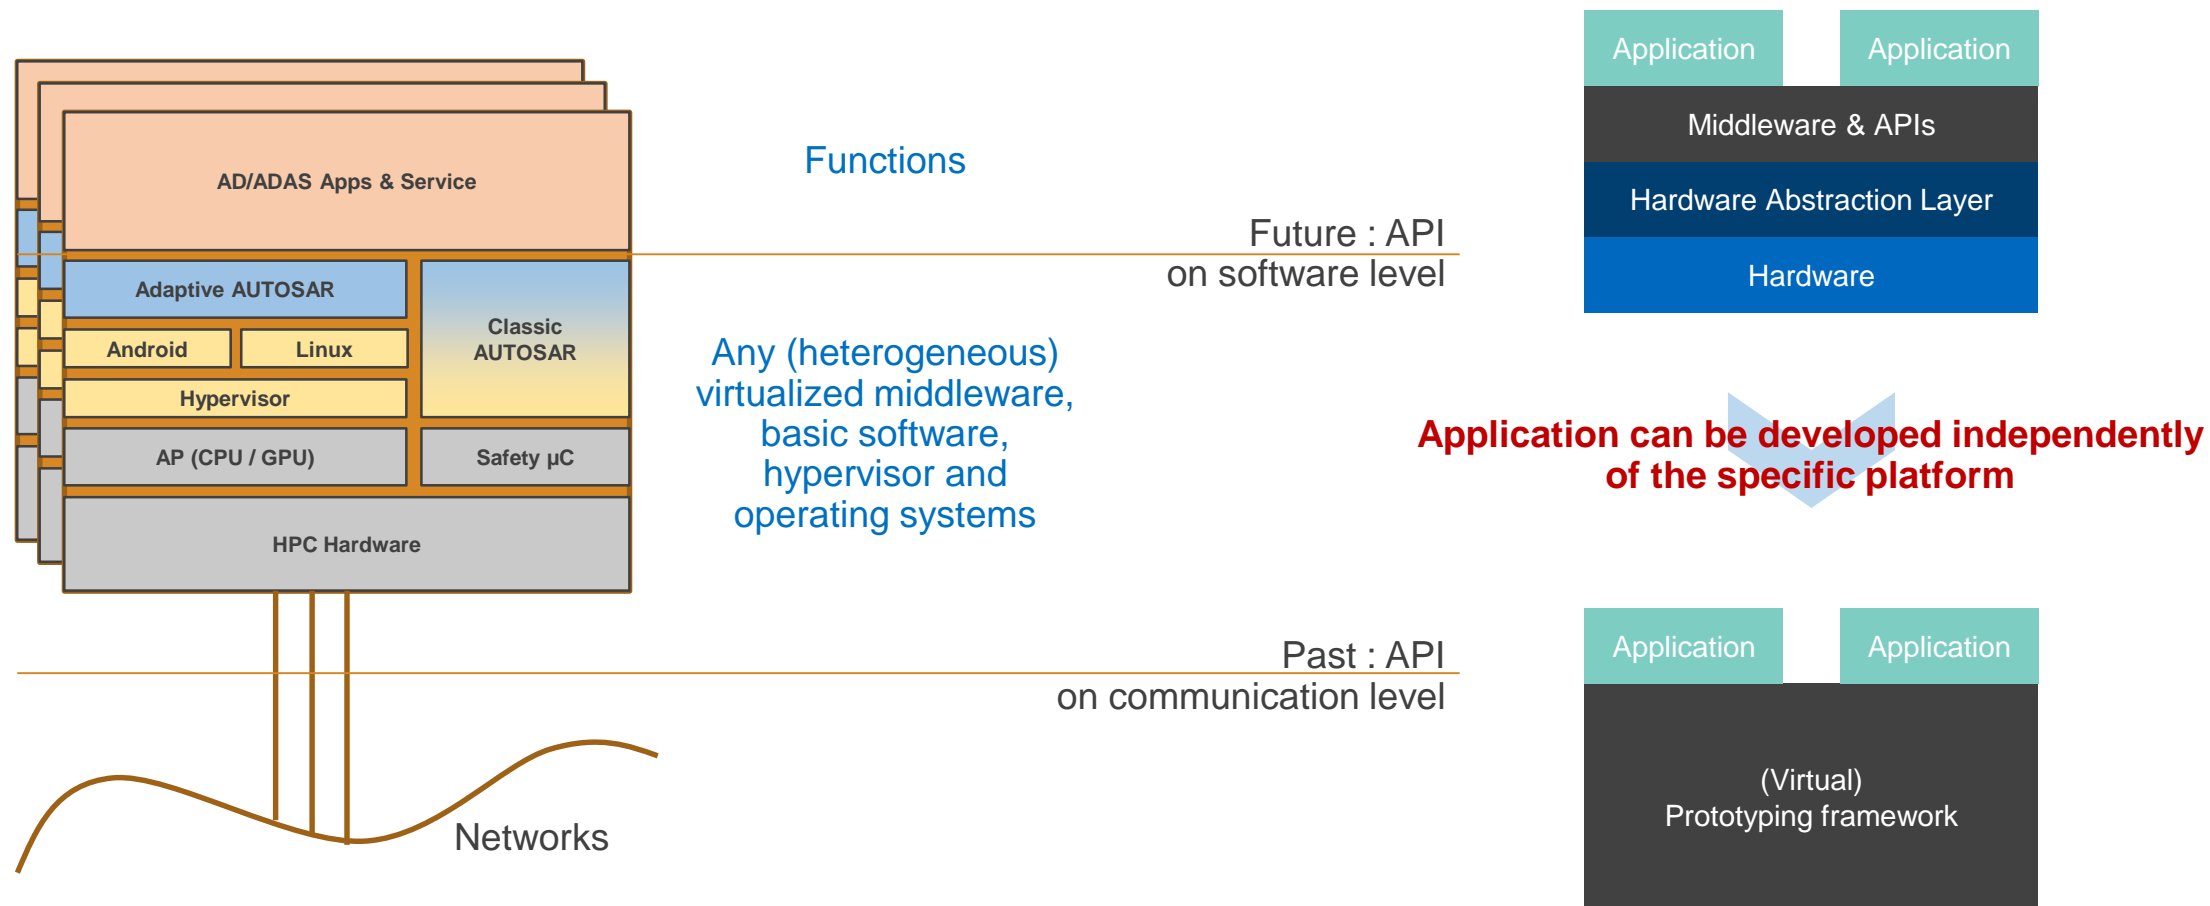 AD/ADAS Apps & Service
Adaptive AUTOSAR
Android
Linux
Hypervisor
Classic
AUTOSAR
AP (CPU / GPU)
Safety µC
HPC Hardware
Networks
Functions
Any (heterogeneous)
virtualized middleware,
basic software,
hypervisor and
operating systems
Future : API
on software level
Past : API
on communication level
Application
Application
Middleware & APIs
Hardware Abstraction Layer
Hardware
Application can be developed independently
of the specific platform
Application
Application
(Virtual)
Prototyping framework